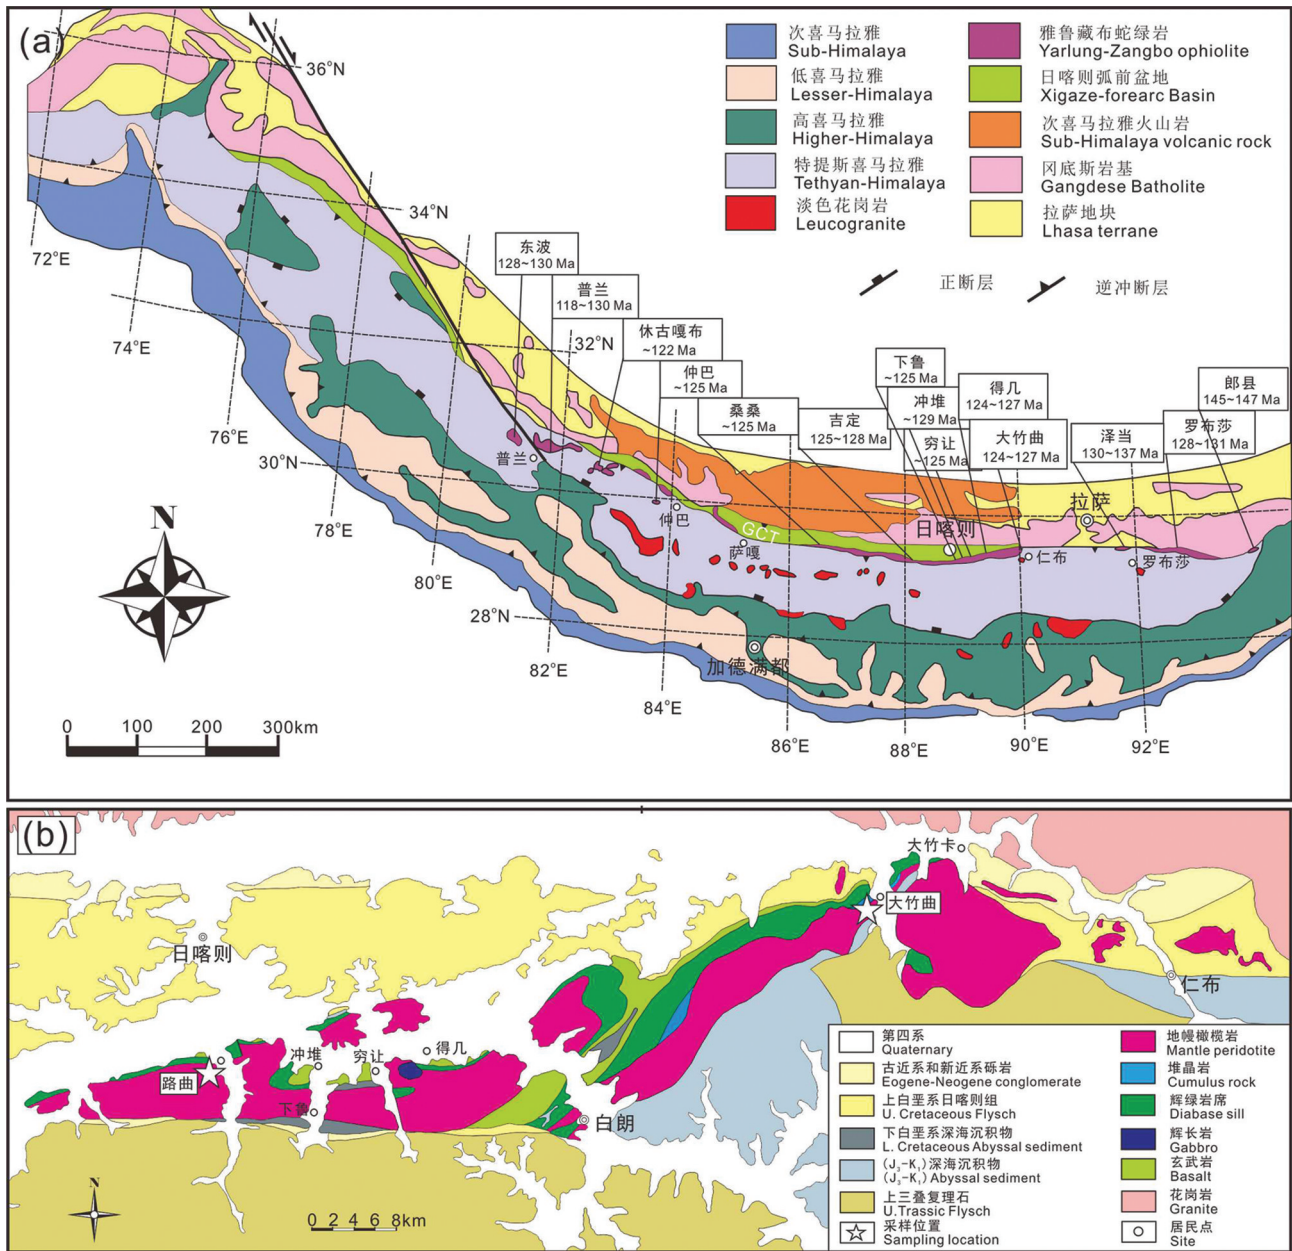 (a)
36°N
34°N
32°N
30°N
28°N
72°E
74°E
76°E
78°E
80°E
82°E
84°E
86°E
88°E
90°E
92°E
次喜马拉雅
Sub-Himalaya
低喜马拉雅
Lesser-Himalaya
高喜马拉雅
Higher-Himalaya
特提斯喜马拉雅
Tethyan-Himalaya
淡色花岗岩
Leucogranite
雅鲁藏布蛇绿岩
Yarlung-Zangbo ophiolite
日喀则弧前盆地
Xigaze-forearc Basin
次喜马拉雅火山岩
Sub-Himalaya volcanic rock
冈底斯岩基
Gangdese Batholite
拉萨地块
Lhasa terrane
正断层
逆冲断层
东波
128~130 Ma
普兰
118~130 Ma
休古嘎布
~122 Ma
仲巴
~125 Ma
桑桑
~125 Ma
吉定
125~128 Ma
下鲁
~125 Ma
冲堆
~129 Ma
穷让
~125 Ma
得几
124~127 Ma
大竹曲
124~127 Ma
泽当
130~137 Ma
罗布莎
128~131 Ma
郎县
145~147 Ma
普兰
仲巴
萨嘎
GCT
日喀则
拉萨
仁布
罗布莎
加德满都
N
0 100 200 300km
(b)
大竹卡
大竹曲
日喀则
仁布
冲堆
穷让
得几
路曲
下鲁
白朗
N
0 2 4 6 8km
第四系
Quaternary
古近系和新近系砾岩
Eogene-Neogene conglomerate
上白垩系日喀则组
U. Cretaceous Flysch
下白垩系深海沉积物
L. Cretaceous Abyssal sediment
(J₃-K₁)深海沉积物
(J₃-K₁) Abyssal sediment
上三叠复理石
U.Trassic Flysch
采样位置
Sampling location
地幔橄榄岩
Mantle peridotite
堆晶岩
Cumulus rock
辉绿岩席
Diabase sill
辉长岩
Gabbro
玄武岩
Basalt
花岗岩
Granite
居民点
Site